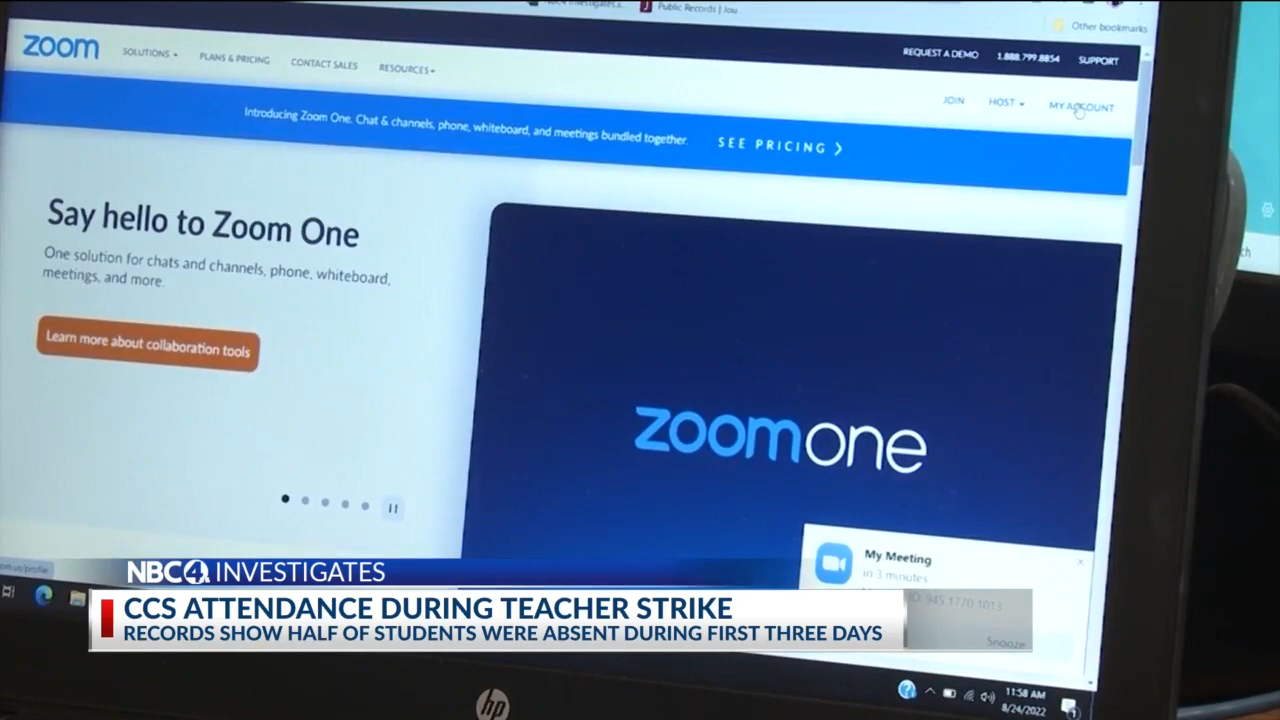 Public Records J Jou
Other bookmarks
zoom
SOLUTIONS
PLANS & PRICING
CONTACT SALES
RESOURCES
REQUEST A DEMO
1.888.799.8854
SUPPORT
JOIN
HOST
MY ACCOUNT
Introducing Zoom One. Chat & channels, phone, whiteboard, and meetings bundled together.
SEE PRICING
Say hello to Zoom One
One solution for chats and channels, phone, whiteboard,
meetings, and more.
Learn more about collaboration tools
zoomone
My Meeting
in 3 minutes
ID: 945 1770 1013
Snooze
NBC4 INVESTIGATES
CCS ATTENDANCE DURING TEACHER STRIKE
RECORDS SHOW HALF OF STUDENTS WERE ABSENT DURING FIRST THREE DAYS
11:58 AM
8/24/2022
hp